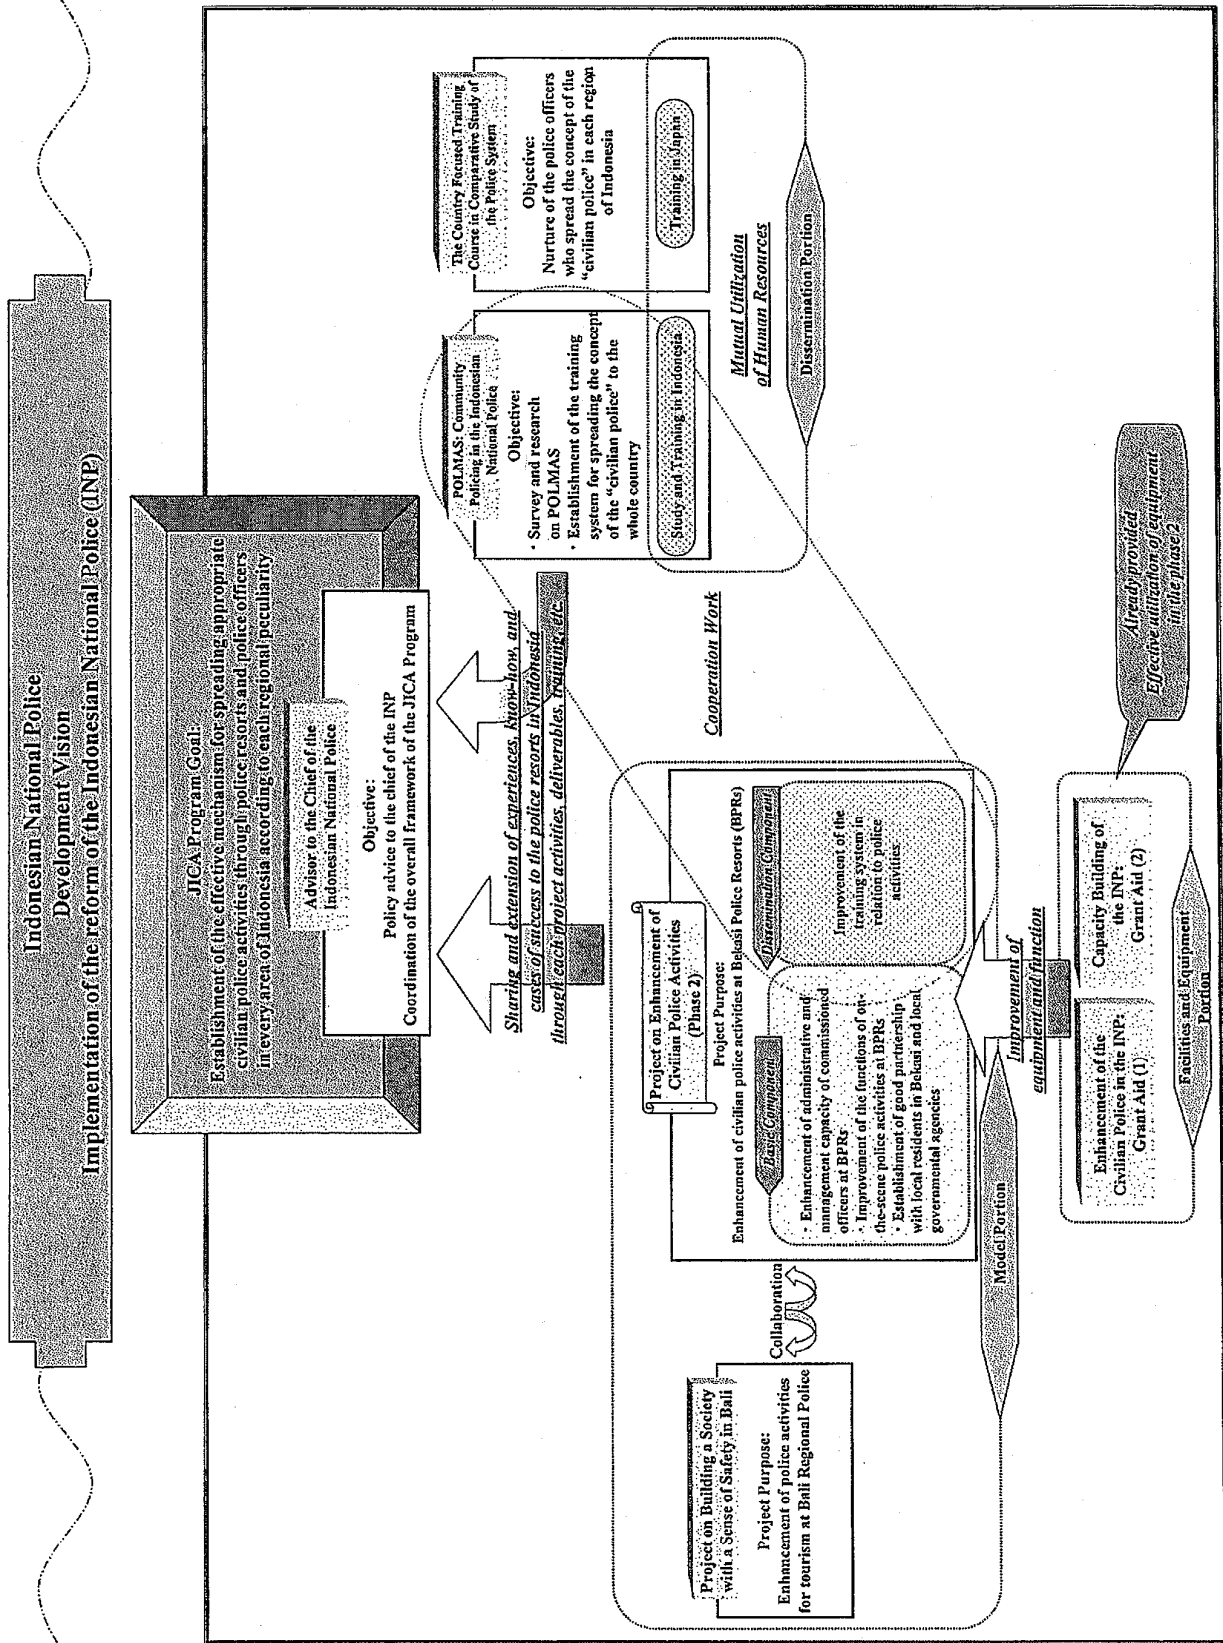 Indonesian National Police
Development Vision
Implementation of the reform of the Indonesian National Police (INP)
JICA Program Goal:
Establishment of the effective mechanism for spreading appropriate
civilian police activities through police resorts and police officers
in every area of Indonesia according to each regional peculiarity
Advisor to the Chief of the
Indonesian National Police
Objective:
Policy advice to the chief of the INP
Coordination of the overall framework of the JICA Program
Sharing and extension of experiences, know-how, and
cases of success to the police resorts in Indonesia
through each project activities, deliverables, training, etc.
Project on Building a Society
with a Sense of Safety in Bali
Project Purpose:
Enhancement of police activities
for tourism at Bali Regional Police
Collaboration
Project on Enhancement of
Civilian Police Activities
(Phase 2)
Project Purpose:
Enhancement of civilian police activities at Bekasi Police Resorts (BPRs)
Basic Component
· Enhancement of administrative and
management capacity of commissioned
officers at BPRs
· Improvement of the functions of on-
the-scene police activities at BPRs
· Establishment of good partnership
with local residents in Bekasi and local
governmental agencies
Dissemination Component
Improvement of the
training system in
relation to police
activities
Model Portion
Cooperation Work
POLMAS: Community
Policing in the Indonesian
National Police
Objective:
· Survey and research
on POLMAS
· Establishment of the training
system for spreading the concept
of the "civilian police" to the
whole country
Study and Training in Indonesia
The Country Focused Training
Course in Comparative Study of
the Police System
Objective:
Nurture of the police officers
who spread the concept of the
"civilian police" in each region
of Indonesia
Training in Japan
Mutual Utilization
of Human Resources
Dissermination Portion
Improvement of
equipment/function
Enhancement of the
Civilian Police in the INP:
Grant Aid (1)
Capacity Building of
the INP:
Grant Aid (2)
Facilities and Equipment
Portion
Already provided
Effective utilization of equipment
in the phase 2